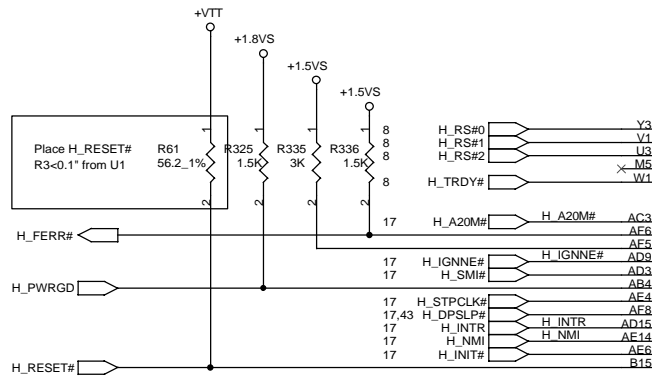 +VTT
+1.8VS
+1.5VS
+1.5VS
Place H_RESET#
R3<0.1" from U1
R61
56.2_1%
1
2
R325
1.5K
1
2
R335
3K
1
2
R336
1.5K
1
2
8
8
8
8
H_RS#0
H_RS#1
H_RS#2
H_TRDY#
Y3
V1
U3
M5
W1
H_FERR#
17
H_A20M#
H_A20M#
AC3
AF6
AF5
17
H_IGNNE#
H_IGNNE#
AD9
17
H_SMI#
AD3
H_PWRGD
AB4
17
H_STPCLK#
AE4
17,43
H_DPSLP#
AF8
17
H_INTR
H_INTR
AD15
17
H_NMI
H_NMI
AE14
17
H_INIT#
AE6
H_RESET#
B15